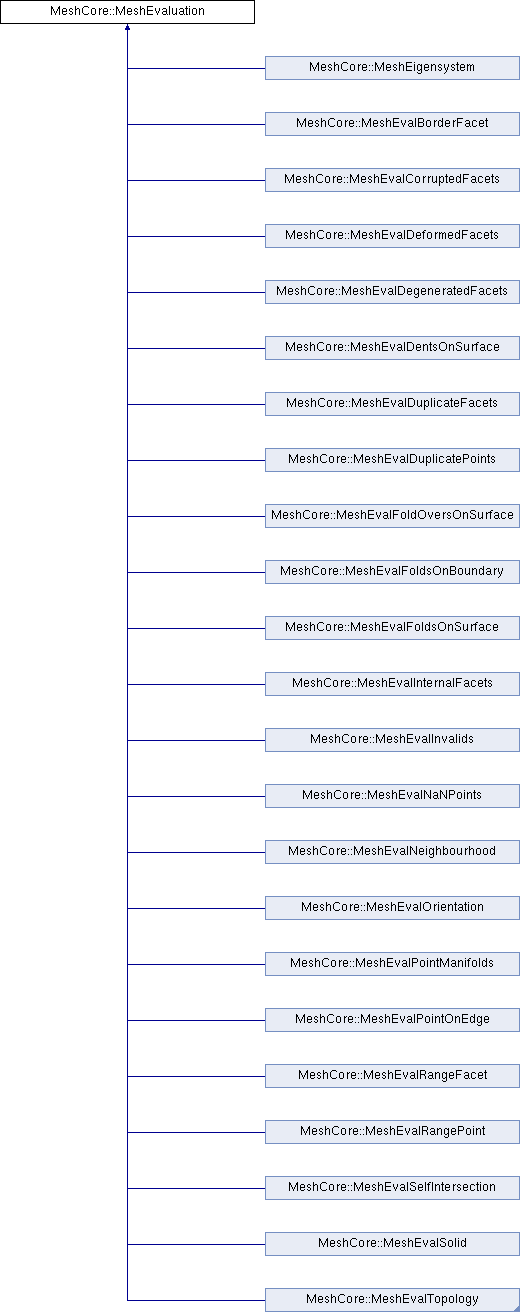 MeshCore::MeshEvaluation
MeshCore::MeshEigensystem
MeshCore::MeshEvalBorderFacet
MeshCore::MeshEvalCorruptedFacets
MeshCore::MeshEvalDeformedFacets
MeshCore::MeshEvalDegeneratedFacets
MeshCore::MeshEvalDentsOnSurface
MeshCore::MeshEvalDuplicateFacets
MeshCore::MeshEvalDuplicatePoints
MeshCore::MeshEvalFoldOversOnSurface
MeshCore::MeshEvalFoldsOnBoundary
MeshCore::MeshEvalFoldsOnSurface
MeshCore::MeshEvalInternalFacets
MeshCore::MeshEvalInvalids
MeshCore::MeshEvalNaNPoints
MeshCore::MeshEvalNeighbourhood
MeshCore::MeshEvalOrientation
MeshCore::MeshEvalPointManifolds
MeshCore::MeshEvalPointOnEdge
MeshCore::MeshEvalRangeFacet
MeshCore::MeshEvalRangePoint
MeshCore::MeshEvalSelfIntersection
MeshCore::MeshEvalSolid
MeshCore::MeshEvalTopology